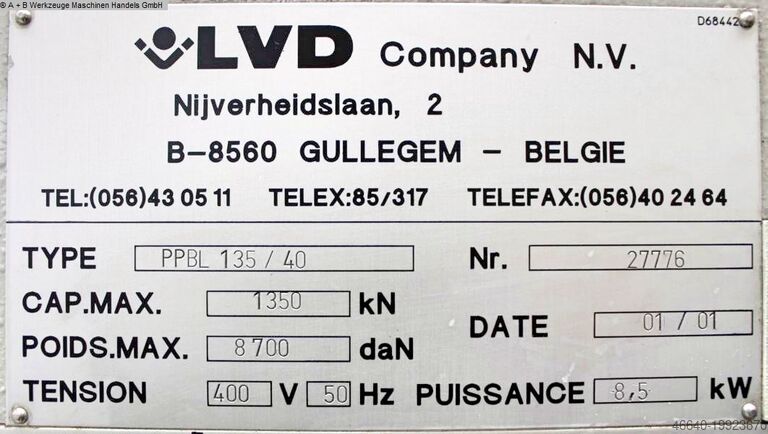 ® A + B Werkzeuge Maschinen Handels GmbH
D68442
LVD Company N.V.
Nijverheidslaan, 2
B-8560 GULLEGEM - BELGIE
TEL:(056)43 05 11 TELEX:85/317 TELEFAX:(056)40 24 64
TYPE PPBL 135 / 40 Nr. 27776
CAP.MAX. 1350 kN
DATE 01 / 01
POIDS.MAX. 8 700 daN
TENSION 400 V 50 Hz PUISSANCE 8,5 kW